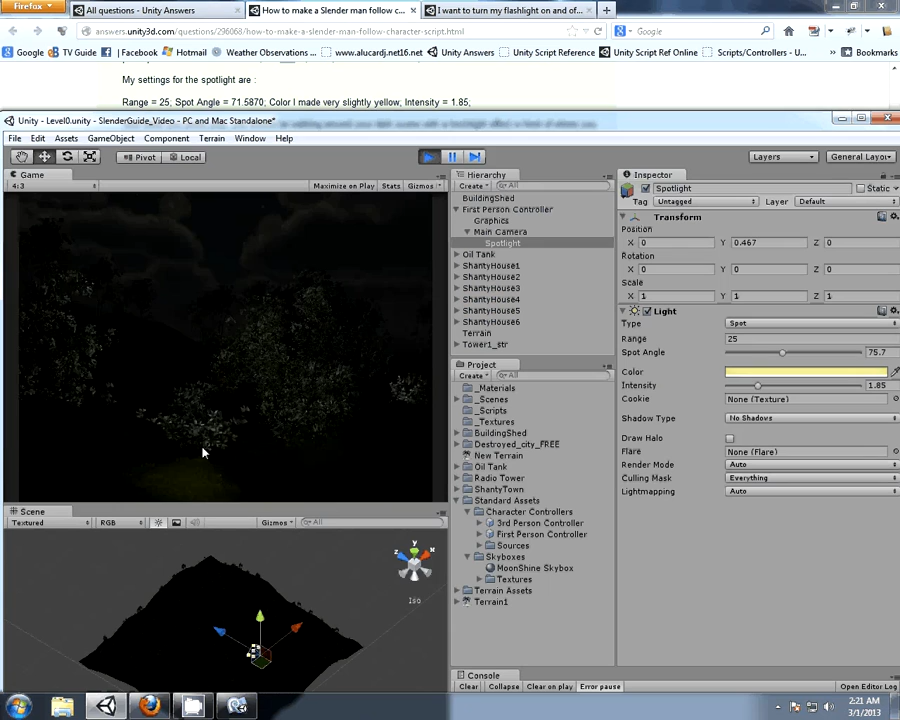 Firefox
All questions - Unity Answers
How to make a Slender man follow c...
I want to turn my flashlight on and of...
answers.unity3d.com/questions/296068/how-to-make-a-slender-man-follow-character-script.html
Google
Google
TV Guide
Facebook
Hotmail
Weather Observations ...
www.alucardj.net16.net
Unity Answers
Unity Script Reference
Unity Script Ref Online
Scripts/Controllers - U...
Bookmarks
My settings for the spotlight are :
Range = 25; Spot Angle = 71.5870; Color I made very slightly yellow; Intensity = 1.85;
Unity - Level0.unity - SlenderGuide_Video - PC and Mac Standalone*
File Edit Assets GameObject Component Terrain Window Help
Pivot Local
Layers
General Layou
Game
4:3
Maximize on Play Stats Gizmos
Hierarchy
Create All
BuildingShed
First Person Controller
Graphics
Main Camera
Spotlight
Oil Tank
ShantyHouse1
ShantyHouse2
ShantyHouse3
ShantyHouse4
ShantyHouse5
ShantyHouse6
Terrain
Tower1_str
Project
Create All
_Materials
_Scenes
_Scripts
_Textures
BuildingShed
Destroyed_city_FREE
New Terrain
Oil Tank
Radio Tower
ShantyTown
Standard Assets
Character Controllers
3rd Person Controller
First Person Controller
Sources
Skyboxes
MoonShine Skybox
Textures
Terrain Assets
Terrain1
Console
Clear Collapse Clear on play Error pause Open Editor Log
Inspector
Spotlight Static
Tag Untagged Layer Default
Transform
Position
X 0 Y 0.467 Z 0
Rotation
X 0 Y 0 Z 0
Scale
X 1 Y 1 Z 1
Light
Type Spot
Range 25
Spot Angle 75.7
Color
Intensity 1.85
Cookie None (Texture)
Shadow Type No Shadows
Draw Halo
Flare None (Flare)
Render Mode Auto
Culling Mask Everything
Lightmapping Auto
Scene
Textured RGB Gizmos All
y
z x
Iso
2:21 AM
3/1/2013